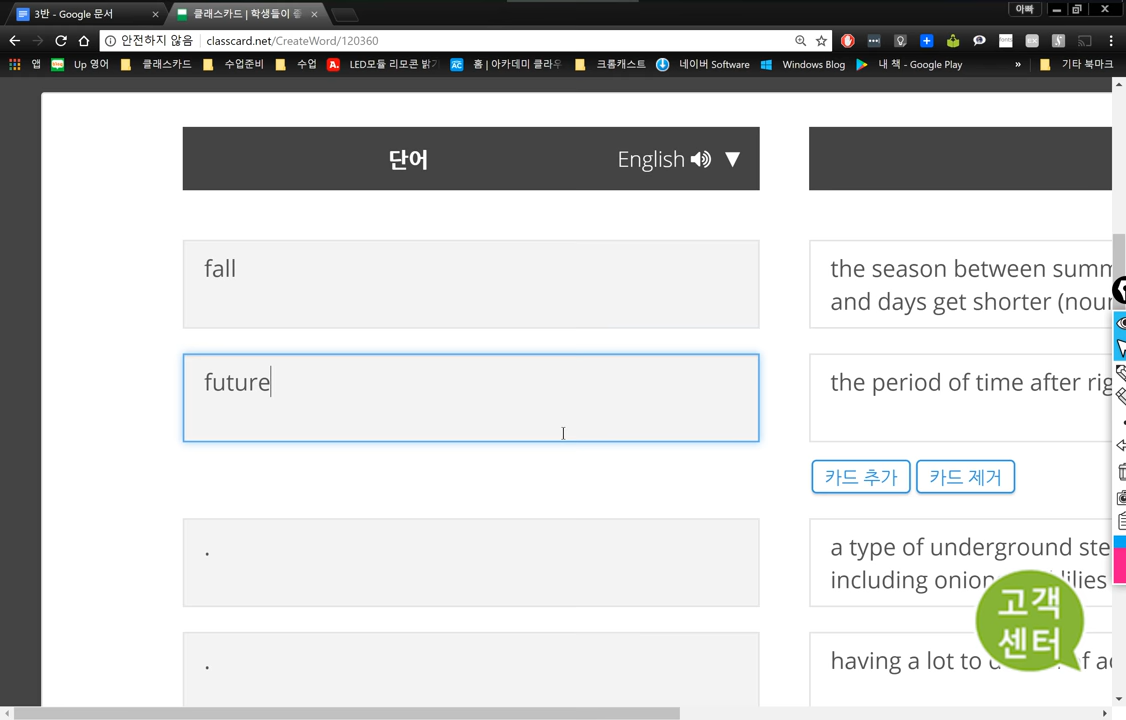 3반 - Google 문서
클래스카드 | 학생들이 줄
아빠
안전하지 않음
classcard.net/CreateWord/120360
앱
Up 영어
클래스카드
수업준비
수업
LED모듈 리모콘 밝기
홈 | 아카데미 클라우
크롬캐스트
네이버 Software
Windows Blog
내 책 - Google Play
»
기타 북마크
단어
English
fall
the season between summ
and days get shorter (noun
future
the period of time after rig
카드 추가
카드 제거
.
a type of underground ste
including onion lilies
.
having a lot to
고객
센터